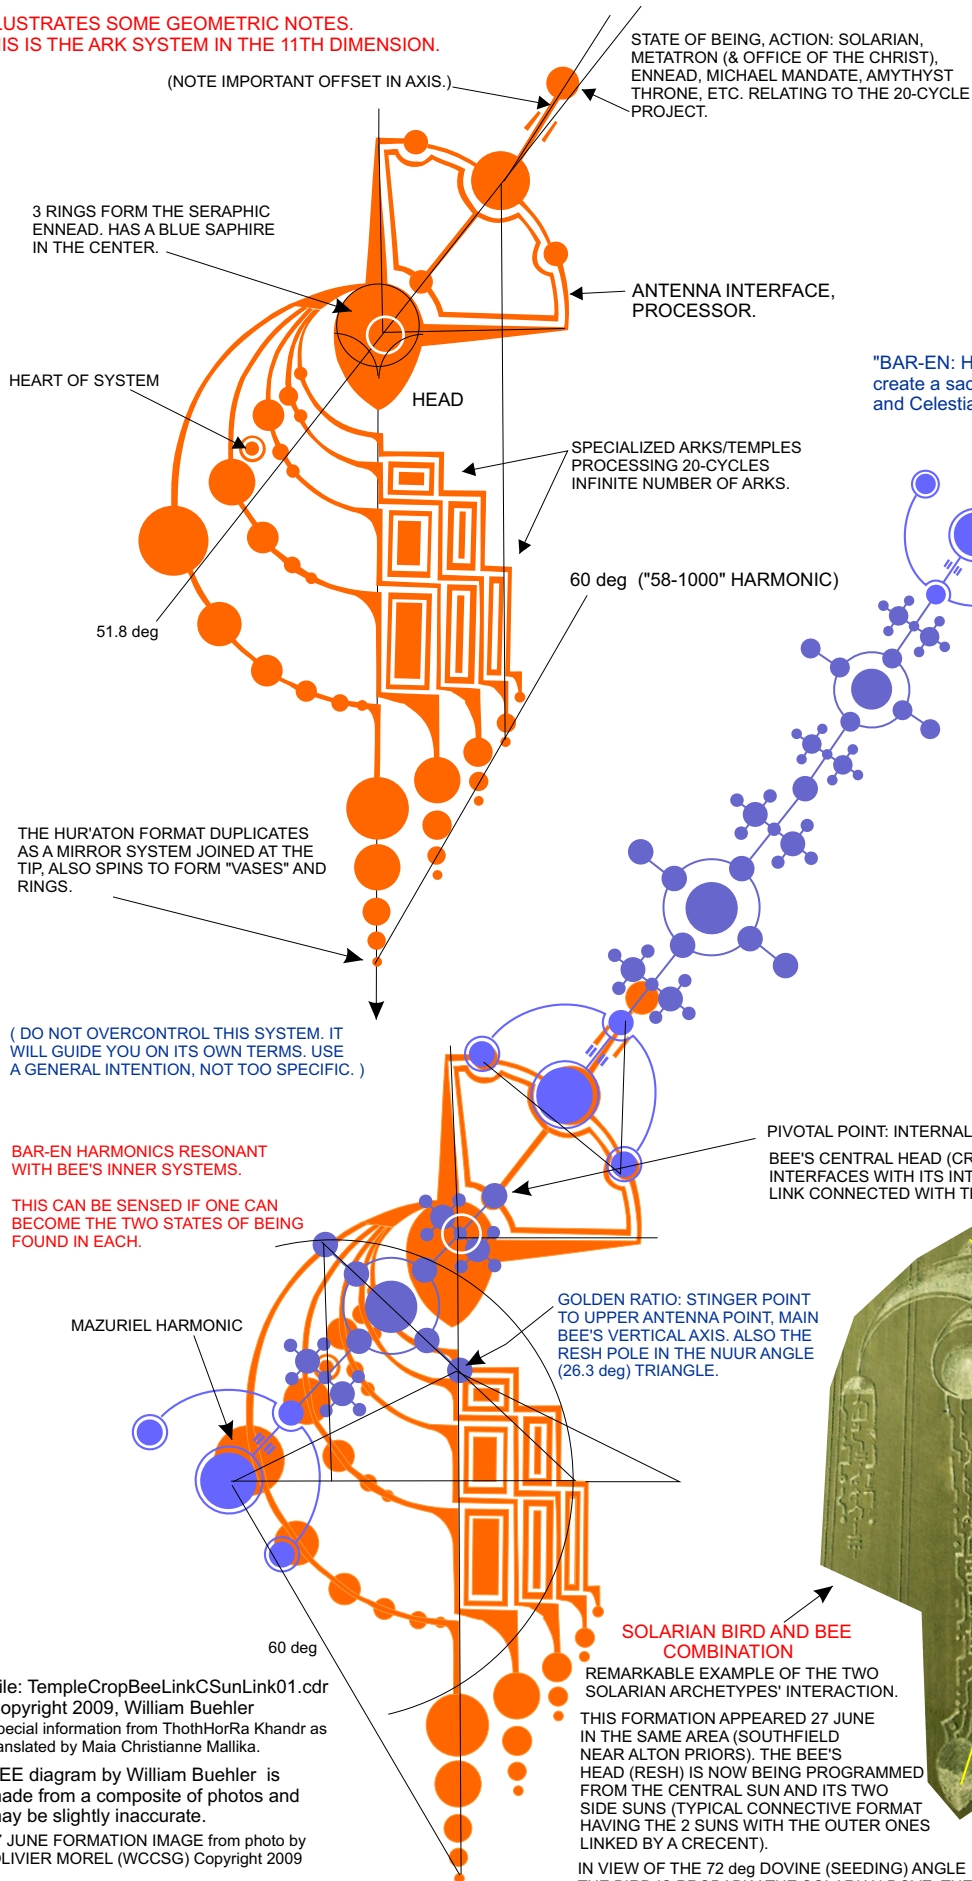 LUSTRATES SOME GEOMETRIC NOTES.
HIS IS THE ARK SYSTEM IN THE 11TH DIMENSION.
(NOTE IMPORTANT OFFSET IN AXIS.)
STATE OF BEING, ACTION: SOLARIAN,
METATRON (& OFFICE OF THE CHRIST),
ENNEAD, MICHAEL MANDATE, AMYTHYST
THRONE, ETC. RELATING TO THE 20-CYCLE
PROJECT.
3 RINGS FORM THE SERAPHIC
ENNEAD. HAS A BLUE SAPHIRE
IN THE CENTER.
ANTENNA INTERFACE,
PROCESSOR.
"BAR-EN: H
create a sac
and Celestia
HEART OF SYSTEM
HEAD
SPECIALIZED ARKS/TEMPLES
PROCESSING 20-CYCLES
INFINITE NUMBER OF ARKS.
60 deg ("58-1000" HARMONIC)
51.8 deg
THE HUR'ATON FORMAT DUPLICATES
AS A MIRROR SYSTEM JOINED AT THE
TIP, ALSO SPINS TO FORM "VASES" AND
RINGS.
( DO NOT OVERCONTROL THIS SYSTEM. IT
WILL GUIDE YOU ON ITS OWN TERMS. USE
A GENERAL INTENTION, NOT TOO SPECIFIC. )
BAR-EN HARMONICS RESONANT
WITH BEE'S INNER SYSTEMS.
THIS CAN BE SENSED IF ONE CAN
BECOME THE TWO STATES OF BEING
FOUND IN EACH.
PIVOTAL POINT: INTERNAL
BEE'S CENTRAL HEAD (CR
INTERFACES WITH ITS INT
LINK CONNECTED WITH TH
MAZURIEL HARMONIC
GOLDEN RATIO: STINGER POINT
TO UPPER ANTENNA POINT, MAIN
BEE'S VERTICAL AXIS. ALSO THE
RESH POLE IN THE NUUR ANGLE
(26.3 deg) TRIANGLE.
60 deg
SOLARIAN BIRD AND BEE
COMBINATION
REMARKABLE EXAMPLE OF THE TWO
SOLARIAN ARCHETYPES' INTERACTION.
THIS FORMATION APPEARED 27 JUNE
IN THE SAME AREA (SOUTHFIELD
NEAR ALTON PRIORS). THE BEE'S
HEAD (RESH) IS NOW BEING PROGRAMMED
FROM THE CENTRAL SUN AND ITS TWO
SIDE SUNS (TYPICAL CONNECTIVE FORMAT
HAVING THE 2 SUNS WITH THE OUTER ONES
LINKED BY A CRECENT).
IN VIEW OF THE 72 deg DOVINE (SEEDING) ANGLE
ile: TempleCropBeeLinkCSunLink01.cdr
opyright 2009, William Buehler
pecial information from ThothHorRa Khandr as
anslated by Maia Christianne Mallika.
EE diagram by William Buehler is
made from a composite of photos and
may be slightly inaccurate.
7 JUNE FORMATION IMAGE from photo by
OLIVIER MOREL (WCCSG) Copyright 2009